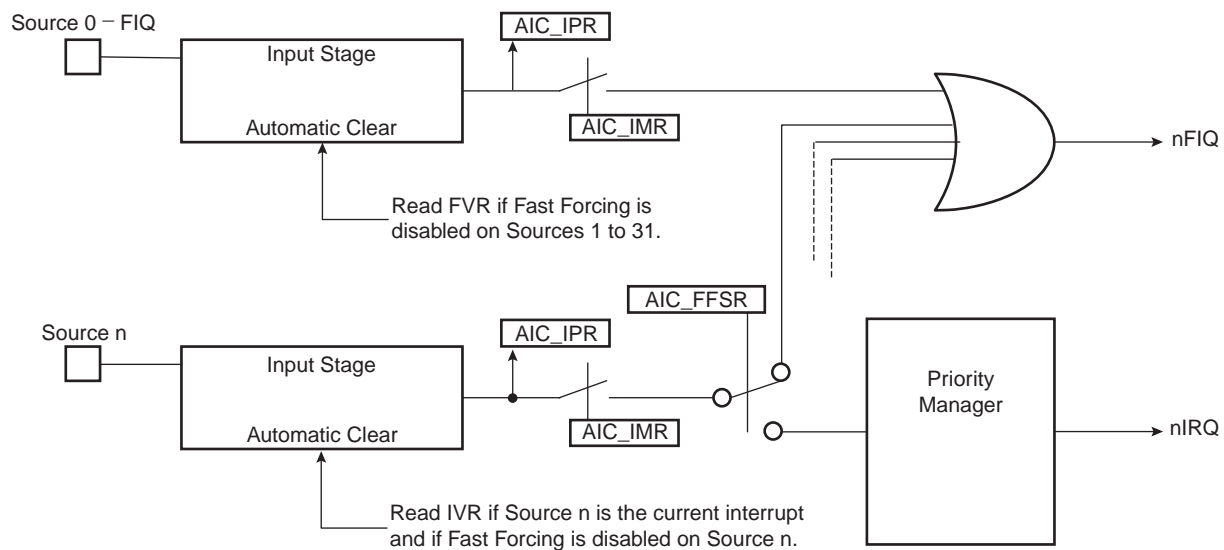 Source 0 – FIQ
AIC_IPR
Input Stage
Automatic Clear
AIC_IMR
nFIQ
Read FVR if Fast Forcing is
disabled on Sources 1 to 31.
AIC_FFSR
Source n
AIC_IPR
Input Stage
Automatic Clear
AIC_IMR
Priority
Manager
nIRQ
Read IVR if Source n is the current interrupt
and if Fast Forcing is disabled on Source n.